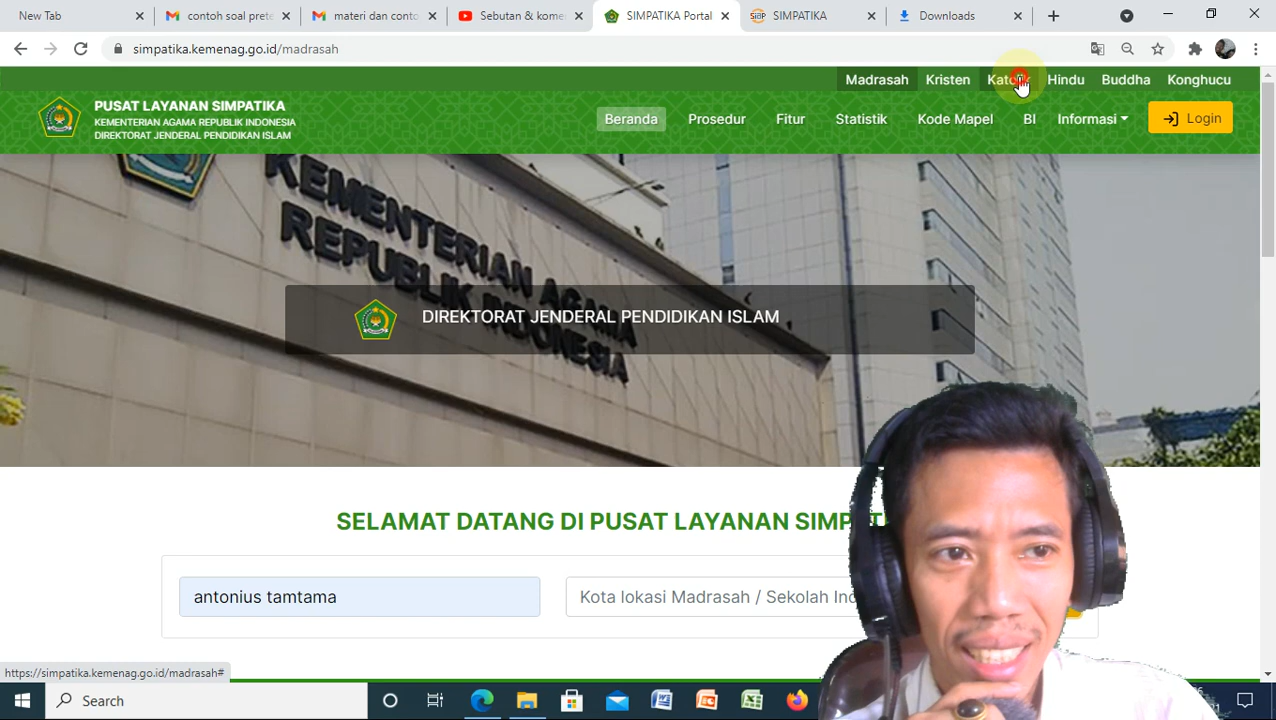 New Tab
contoh soal prete
materi dan conto
Sebutan & kome
SIMPATIKA Portal
SIMPATIKA
Downloads
simpatika.kemenag.go.id/madrasah
Madrasah Kristen Hindu Buddha Konghucu
PUSAT LAYANAN SIMPATIKA
KEMENTERIAN AGAMA REPUBLIK INDONESIA
DIREKTORAT JENDERAL PENDIDIKAN ISLAM
Beranda Prosedur Fitur Statistik Kode Mapel BI Informasi Login
KEMENTERIAN AGAMA
REPUBLIK INDONESIA
DIREKTORAT JENDERAL PENDIDIKAN ISLAM
SELAMAT DATANG DI PUSAT LAYANAN SIMP
antonius tamtama
Kota lokasi Madrasah / Sekolah Ind
https://simpatika.kemenag.go.id/madrasah#
Search